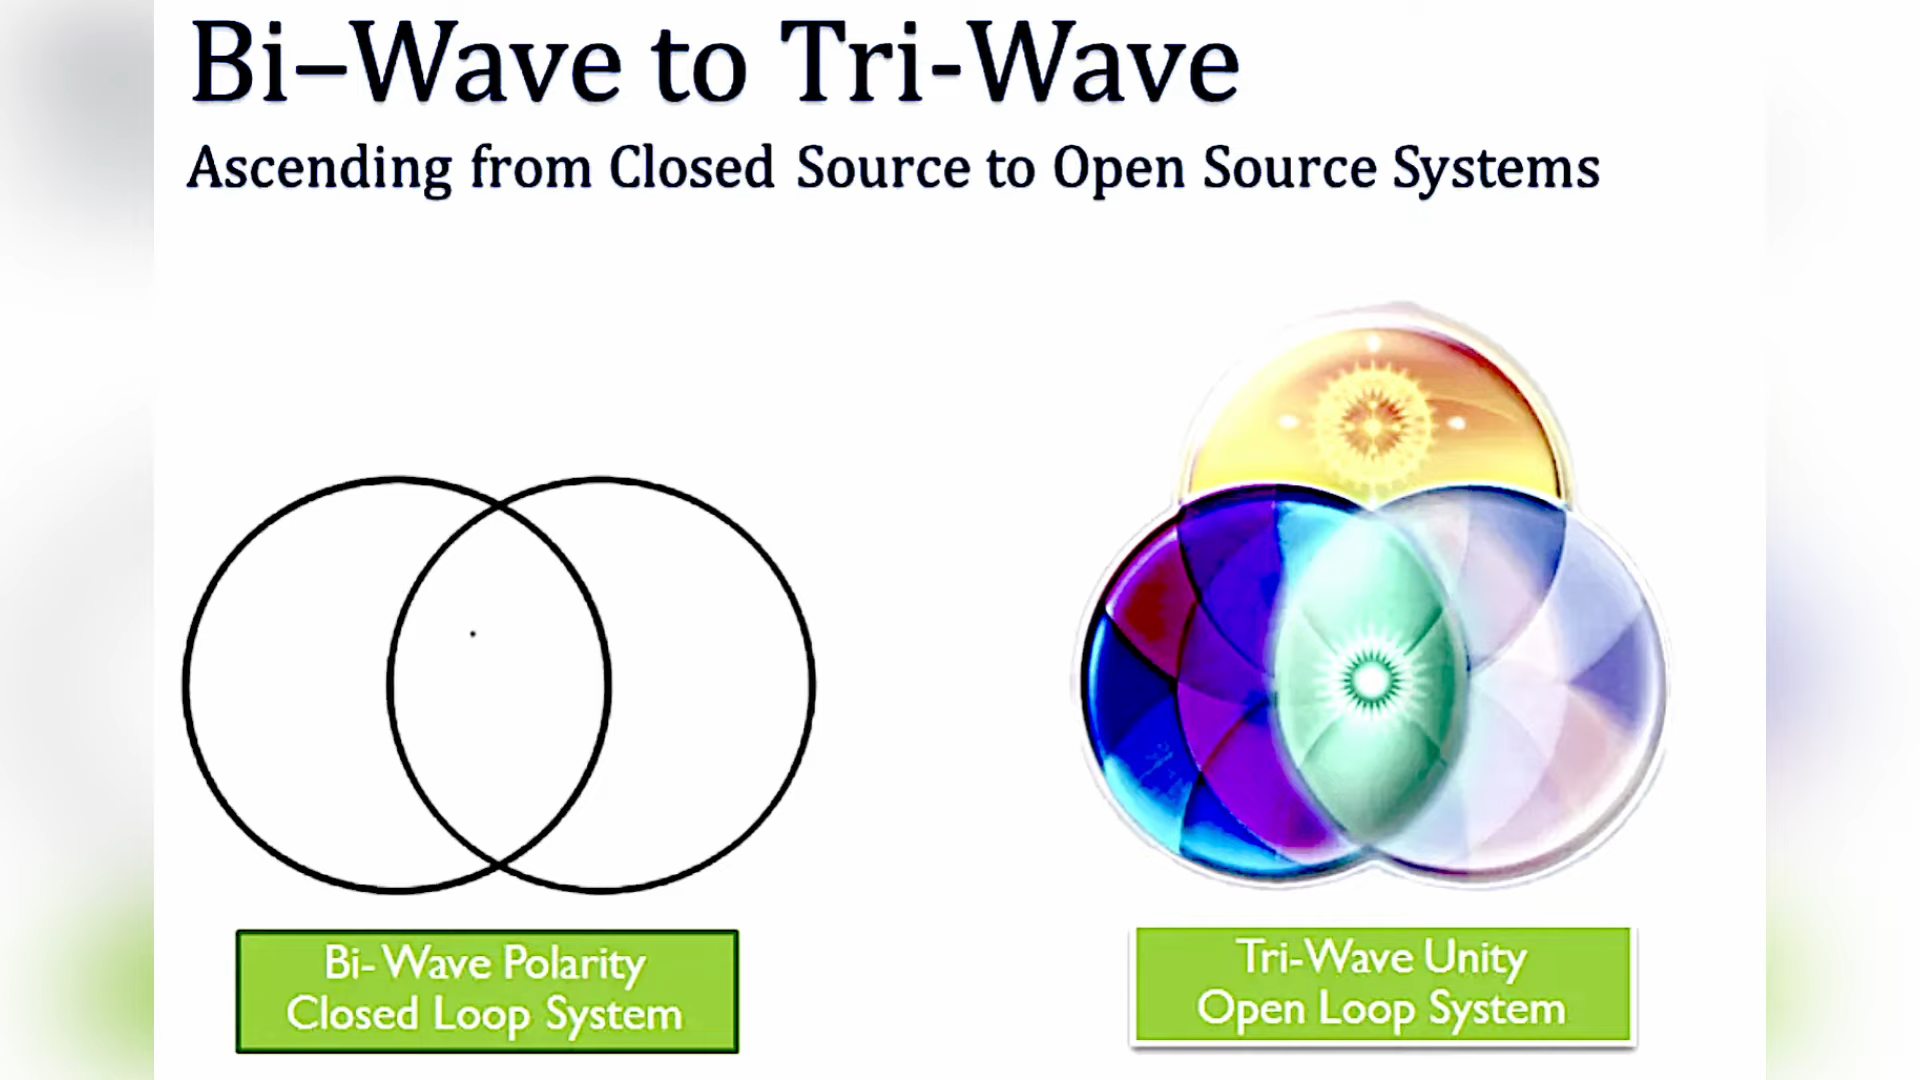 Bi–Wave to Tri-Wave
Ascending from Closed Source to Open Source Systems
Bi- Wave Polarity
Closed Loop System
Tri-Wave Unity
Open Loop System